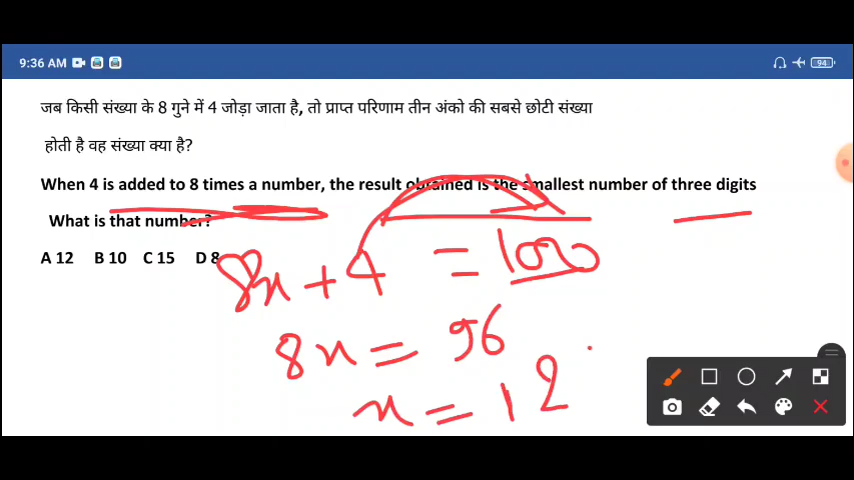 9:36 AM 94
जब किसी संख्या के 8 गुने में 4 जोड़ा जाता है, तो प्राप्त परिणाम तीन अंको की सबसे छोटी संख्या
होती है वह संख्या क्या है?
When 4 is added to 8 times a number, the result obtained is the smallest number of three digits
What is that number?
A 12 B 10 C 15 D 8
8x + 4 = 100
8x = 96
x = 12